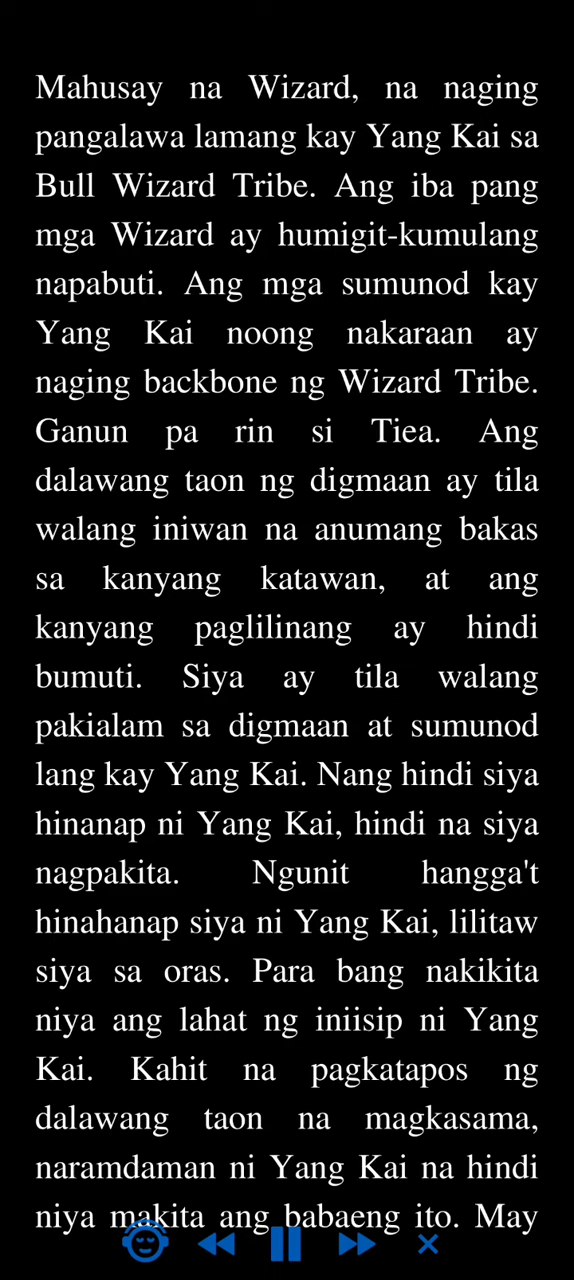 Mahusay na Wizard, na naging
pangalawa lamang kay Yang Kai sa
Bull Wizard Tribe. Ang iba pang
mga Wizard ay humigit-kumulang
napabuti. Ang mga sumunod kay
Yang Kai noong nakaraan ay
naging backbone ng Wizard Tribe.
Ganun pa rin si Tiea. Ang
dalawang taon ng digmaan ay tila
walang iniwan na anumang bakas
sa kanyang katawan, at ang
kanyang paglilinang ay hindi
bumuti. Siya ay tila walang
pakialam sa digmaan at sumunod
lang kay Yang Kai. Nang hindi siya
hinanap ni Yang Kai, hindi na siya
nagpakita. Ngunit hangga't
hinahanap siya ni Yang Kai, lilitaw
siya sa oras. Para bang nakikita
niya ang lahat ng iniisip ni Yang
Kai. Kahit na pagkatapos ng
dalawang taon na magkasama,
naramdaman ni Yang Kai na hindi
niya makita ang babaeng ito. May